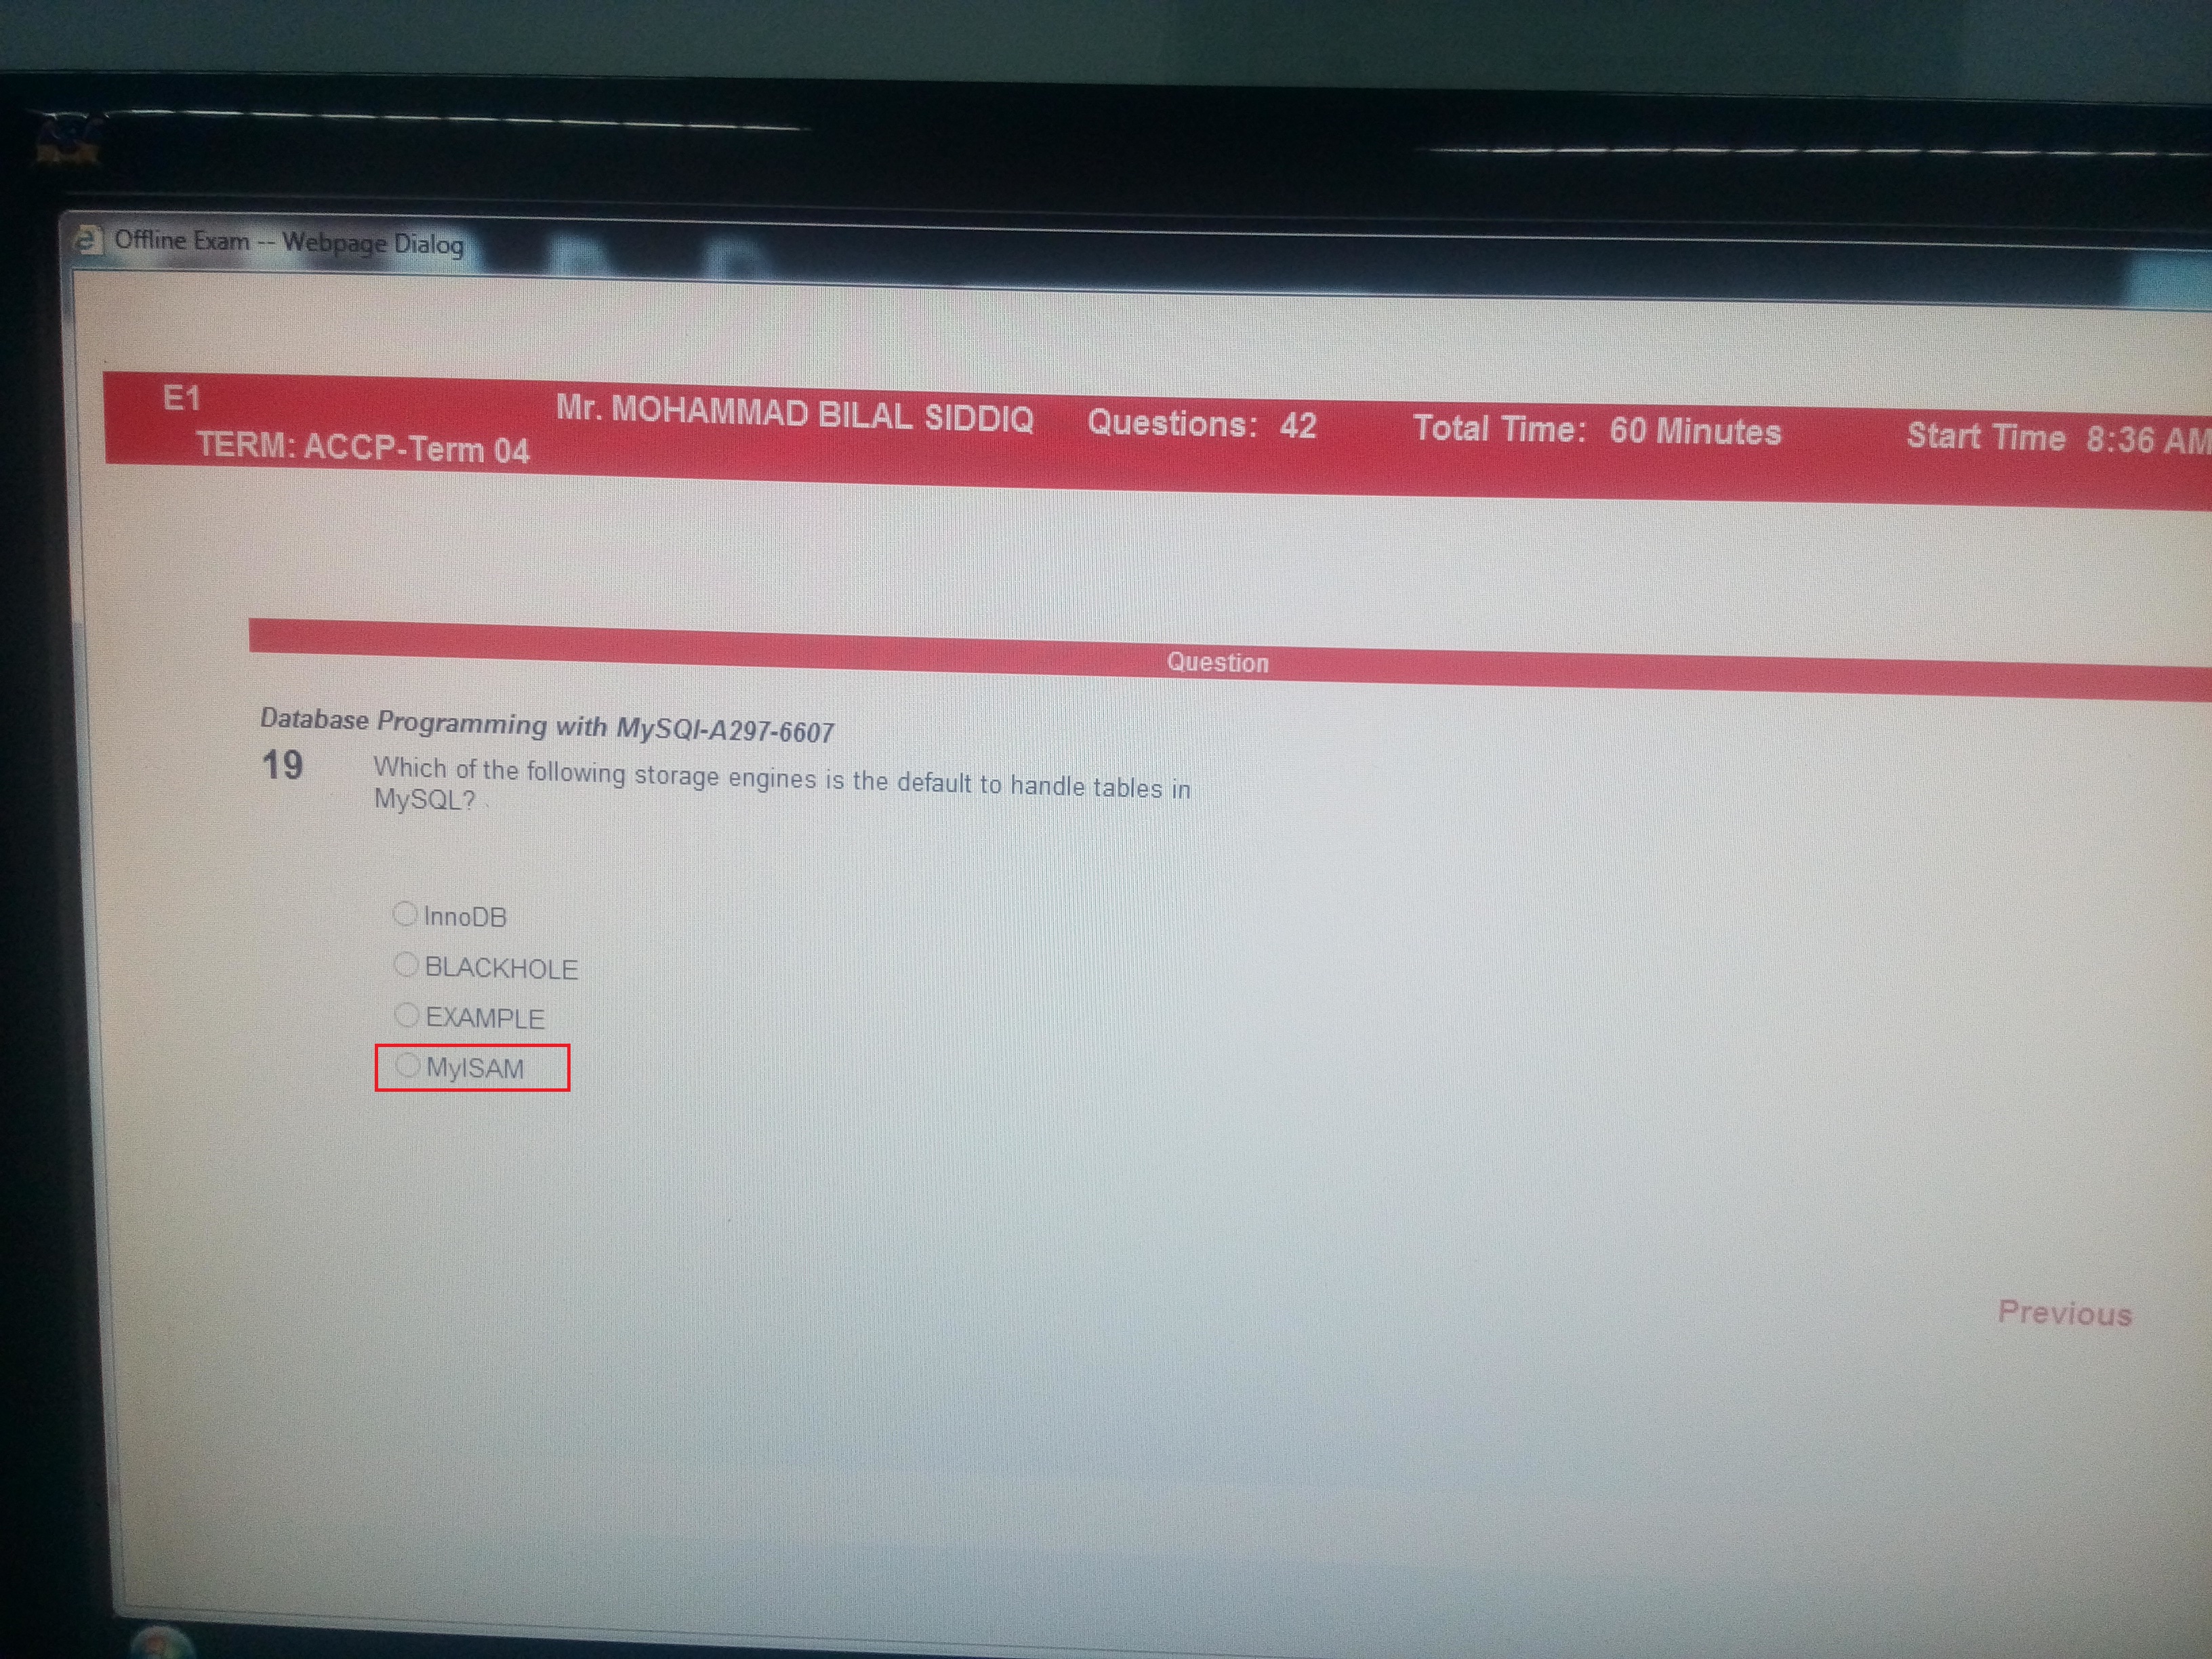 Offline Exam -- Webpage Dialog
E1
Mr. MOHAMMAD BILAL SIDDIQ Questions: 42 Total Time: 60 Minutes Start Time 8:36 AM
TERM: ACCP-Term 04
Question
Database Programming with MySQl-A297-6607
19 Which of the following storage engines is the default to handle tables in
MySQL?
InnoDB
BLACKHOLE
EXAMPLE
MyISAM
Previous